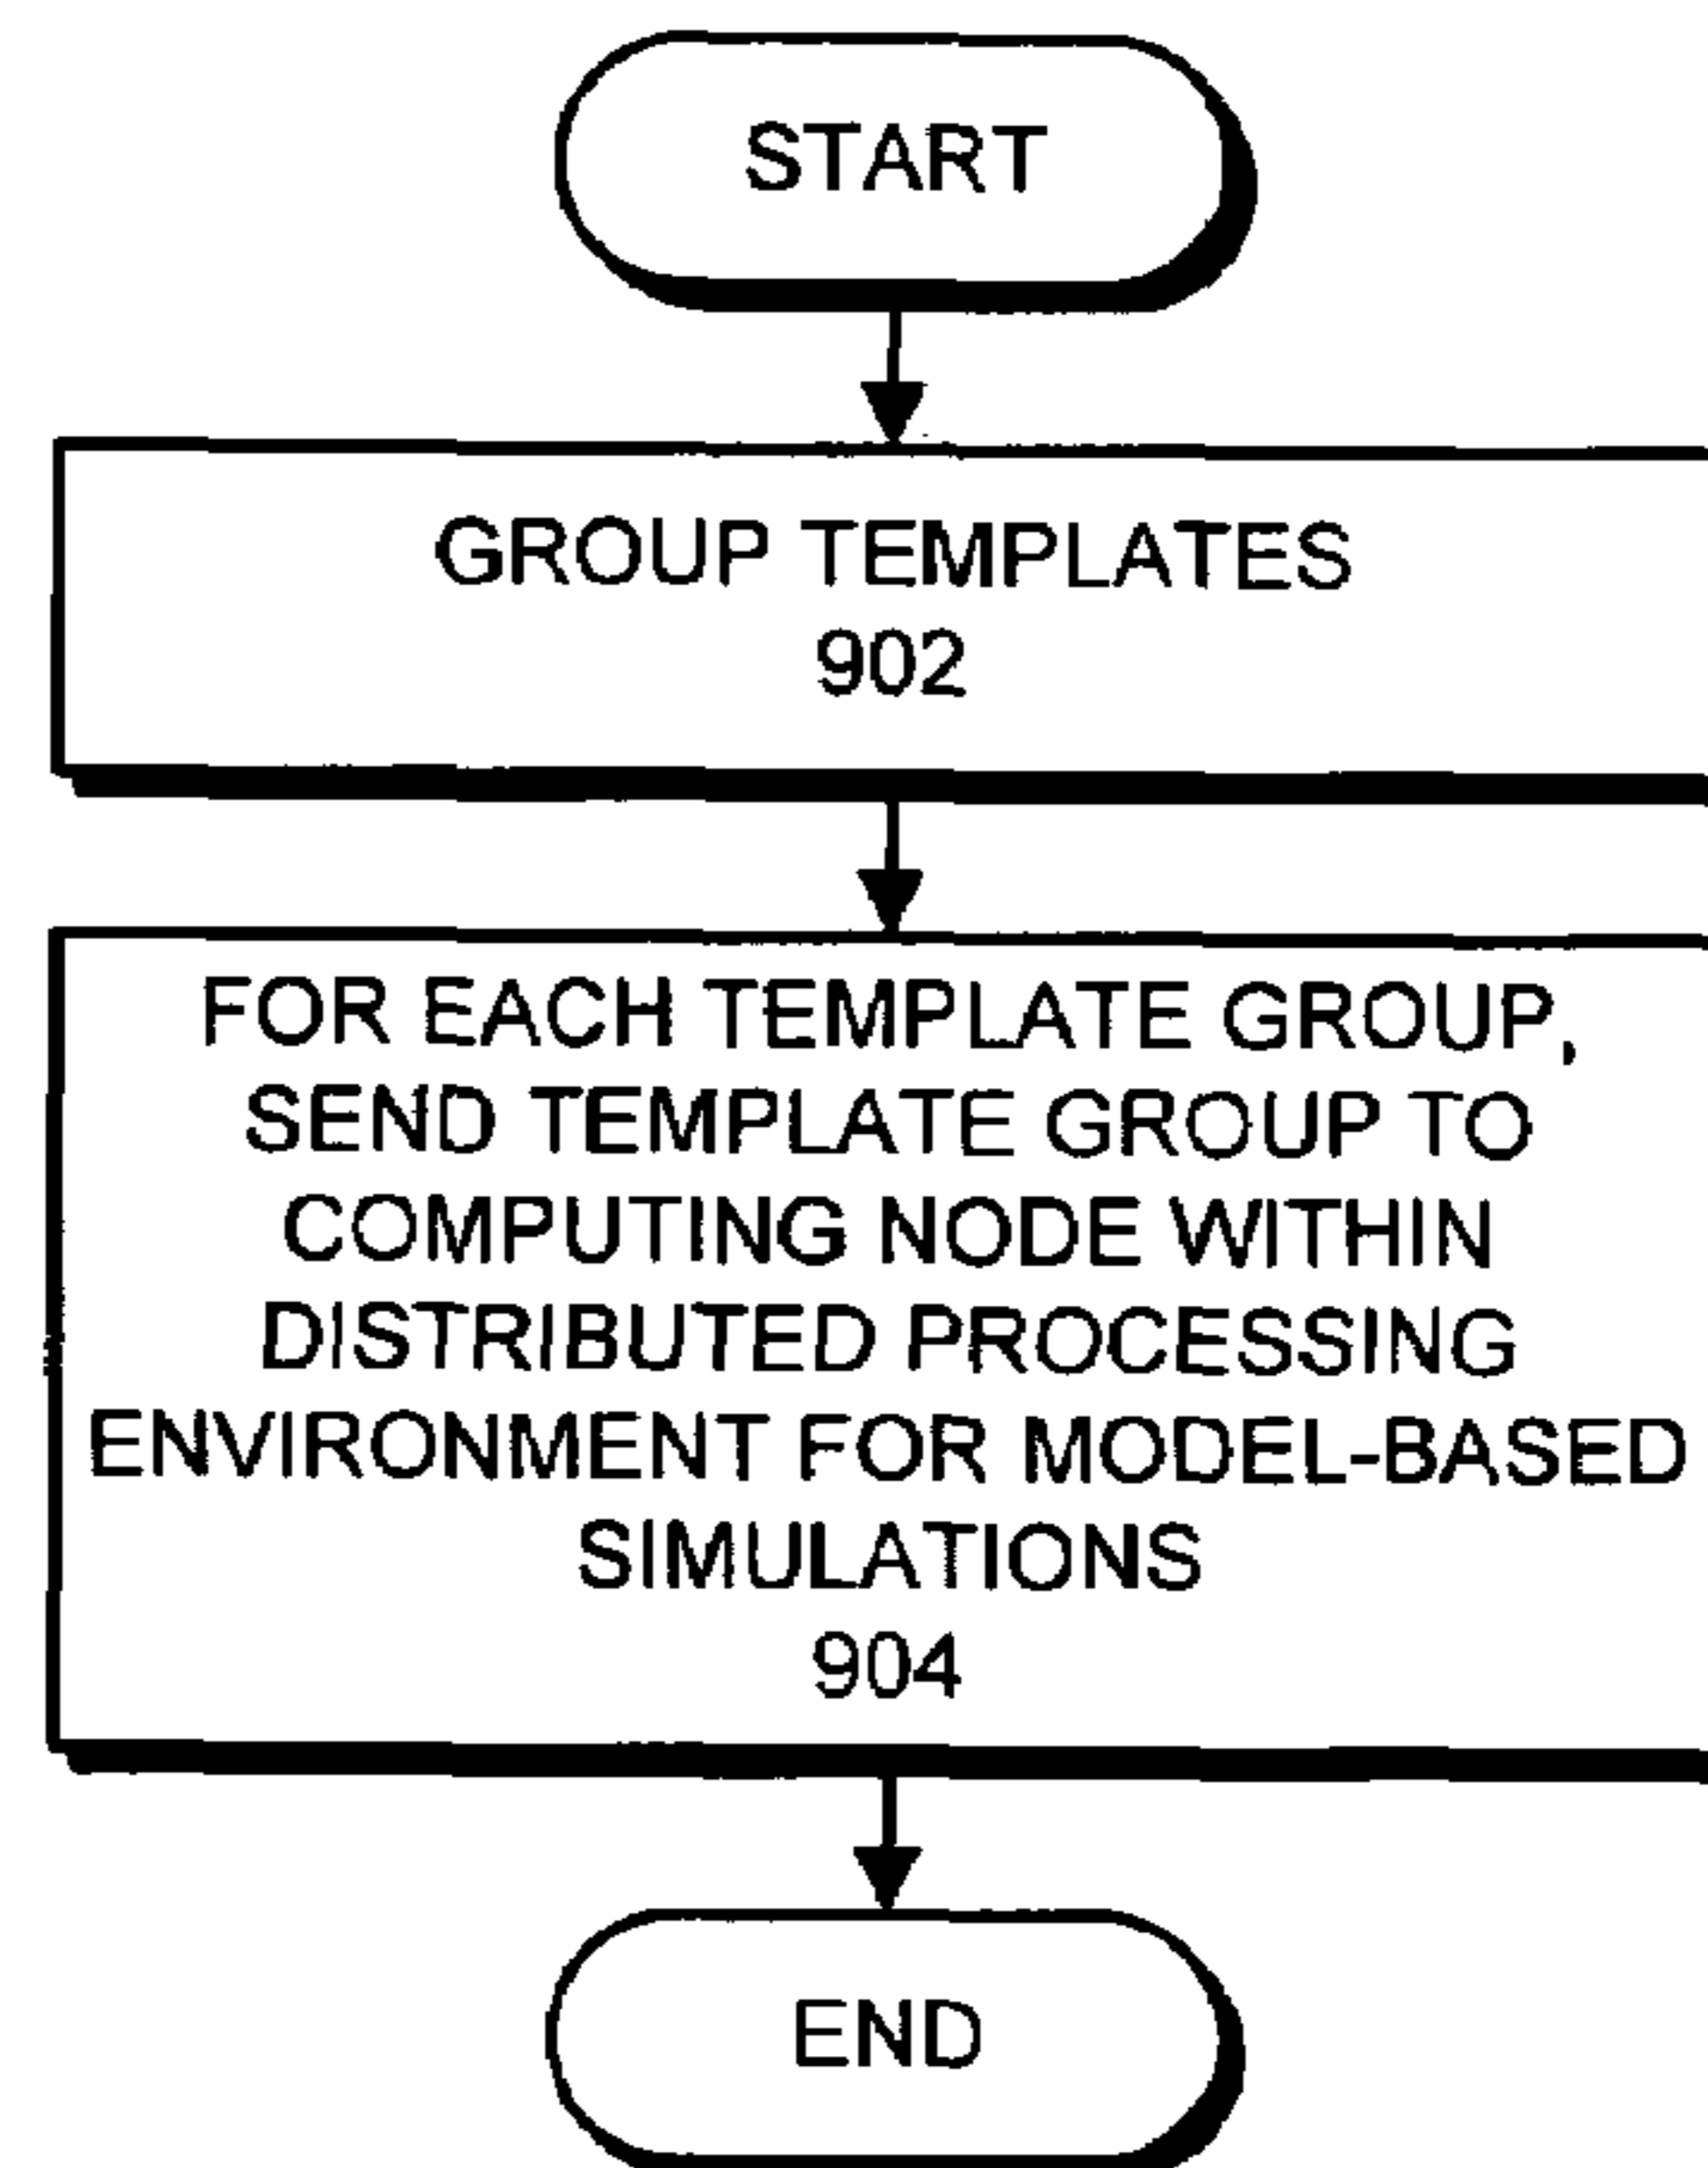 START
GROUP TEMPLATES
902
FOR EACH TEMPLATE GROUP,
SEND TEMPLATE GROUP TO
COMPUTING NODE WITHIN
DISTRIBUTED PROCESSING
ENVIRONMENT FOR MODEL-BASED
SIMULATIONS
904
END